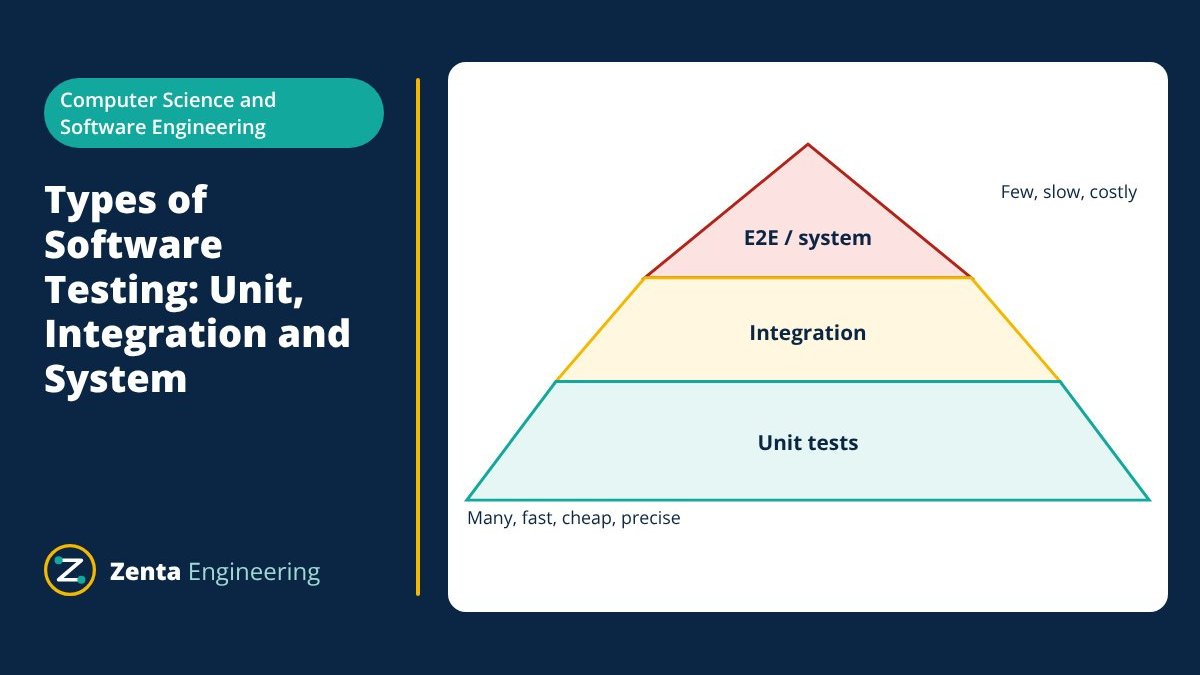 Computer Science and
Software Engineering
Types of
Software
Testing: Unit,
Integration and
System
Zenta Engineering
Few, slow, costly
E2E / system
Integration
Unit tests
Many, fast, cheap, precise